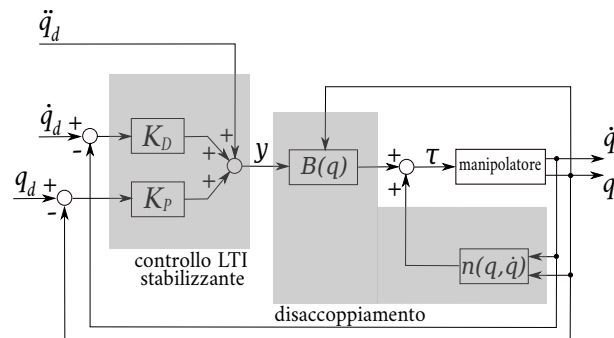 q̈_d
q̇_d + -
K_D
+ + +
y
B(q)
+ +
τ
manipolatore
q̇
q
q_d + -
K_P
n(q,q̇)
controllo LTI
stabilizzante
disaccoppiamento